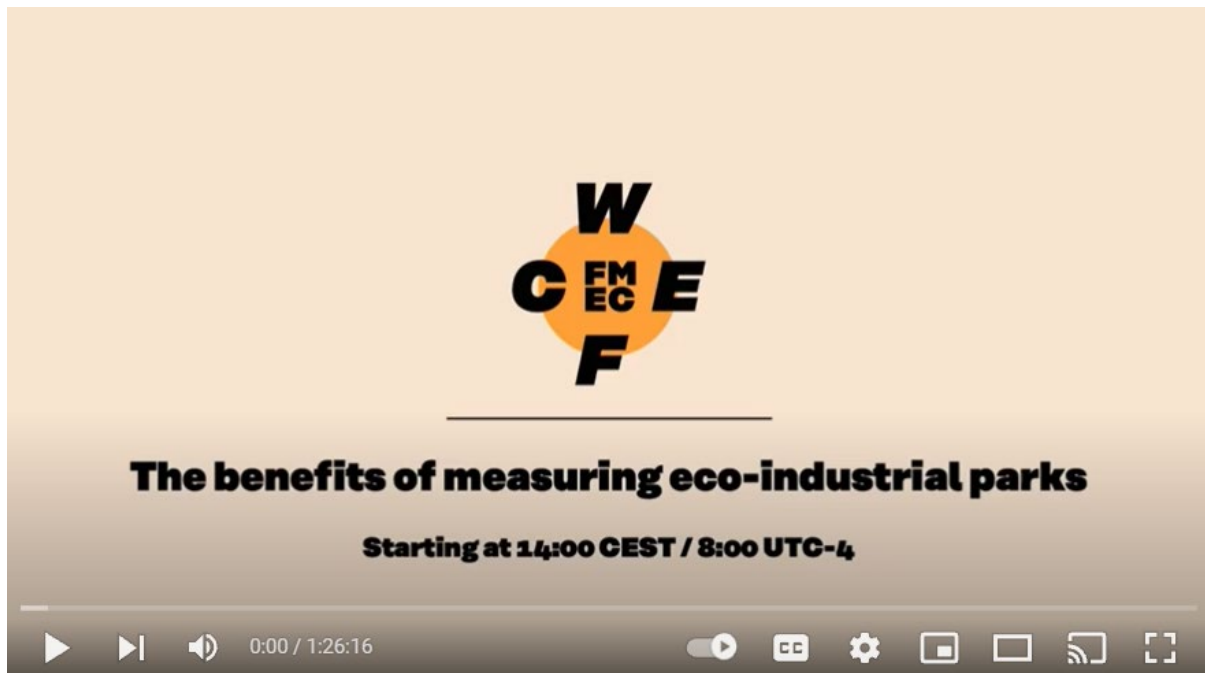 W
C FM E
EC
F
The benefits of measuring eco-industrial parks
Starting at 14:00 CEST / 8:00 UTC-4
0:00 / 1:26:16
CC